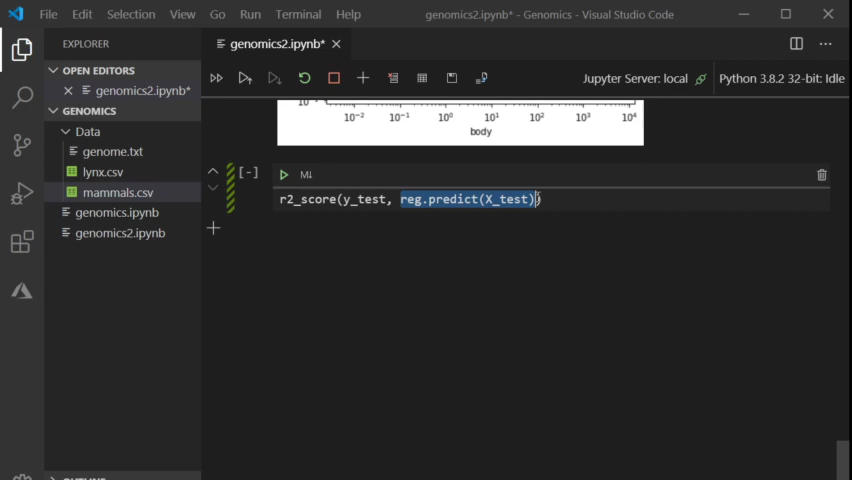 File Edit Selection View Go Run Terminal Help genomics2.ipynb* - Genomics - Visual Studio Code
EXPLORER
genomics2.ipynb*
OPEN EDITORS
genomics2.ipynb*
Jupyter Server: local Python 3.8.2 32-bit: Idle
GENOMICS
Data
genome.txt
lynx.csv
mammals.csv
genomics.ipynb
genomics2.ipynb
10⁻² 10⁻¹ 10⁰ 10¹ 10² 10³ 10⁴
body
[-]
M↓
r2_score(y_test, reg.predict(X_test))
OUTLINE